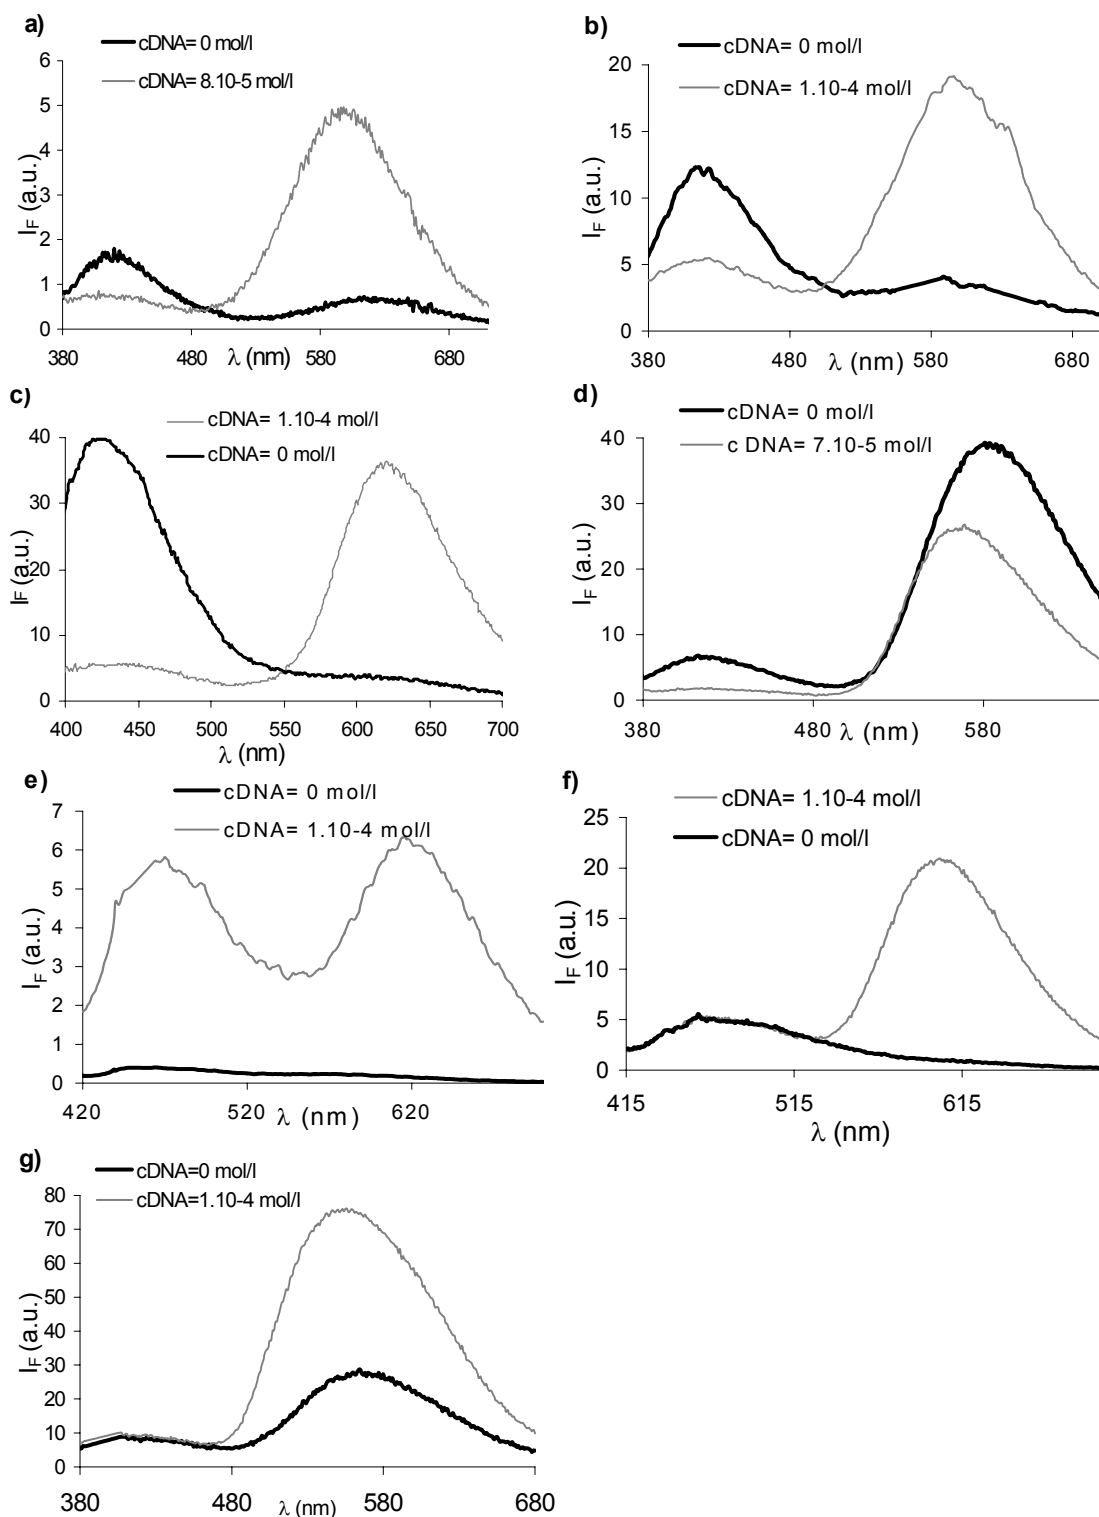 a)
cDNA= 0 mol/l
cDNA= 8.10-5 mol/l
6
5
4
3
2
1
0
I_F (a.u.)
380 480 580 680
λ (nm)
b)
cDNA= 0 mol/l
cDNA= 1.10-4 mol/l
20
15
10
5
0
I_F (a.u.)
380 480 580 680
λ (nm)
c)
cDNA= 1.10-4 mol/l
cDNA= 0 mol/l
40
30
20
10
0
I_F (a.u.)
400 450 500 550 600 650 700
λ (nm)
d)
cDNA= 0 mol/l
c DNA= 7.10-5 mol/l
40
30
20
10
0
I_F (a.u.)
380 480 580
λ (nm)
e)
cDNA= 0 mol/l
cDNA= 1.10-4 mol/l
7
6
5
4
3
2
1
0
I_F (a.u.)
420 520 620
λ (nm)
f)
cDNA= 1.10-4 mol/l
cDNA= 0 mol/l
25
20
15
10
5
0
I_F (a.u.)
415 515 615
λ (nm)
g)
cDNA=0 mol/l
cDNA=1.10-4 mol/l
80
70
60
50
40
30
20
10
0
I_F (a.u.)
380 480 580 680
λ (nm)